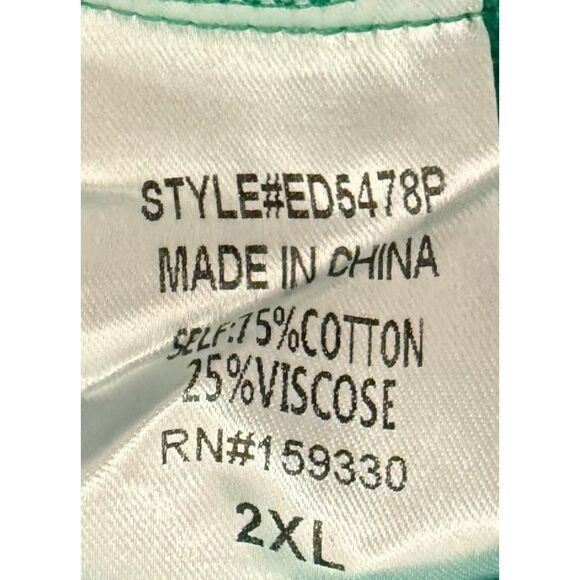 STYLE#ED5478P
MADE IN CHINA
SELF:75%COTTON
25%VISCOSE
RN#159330
2XL